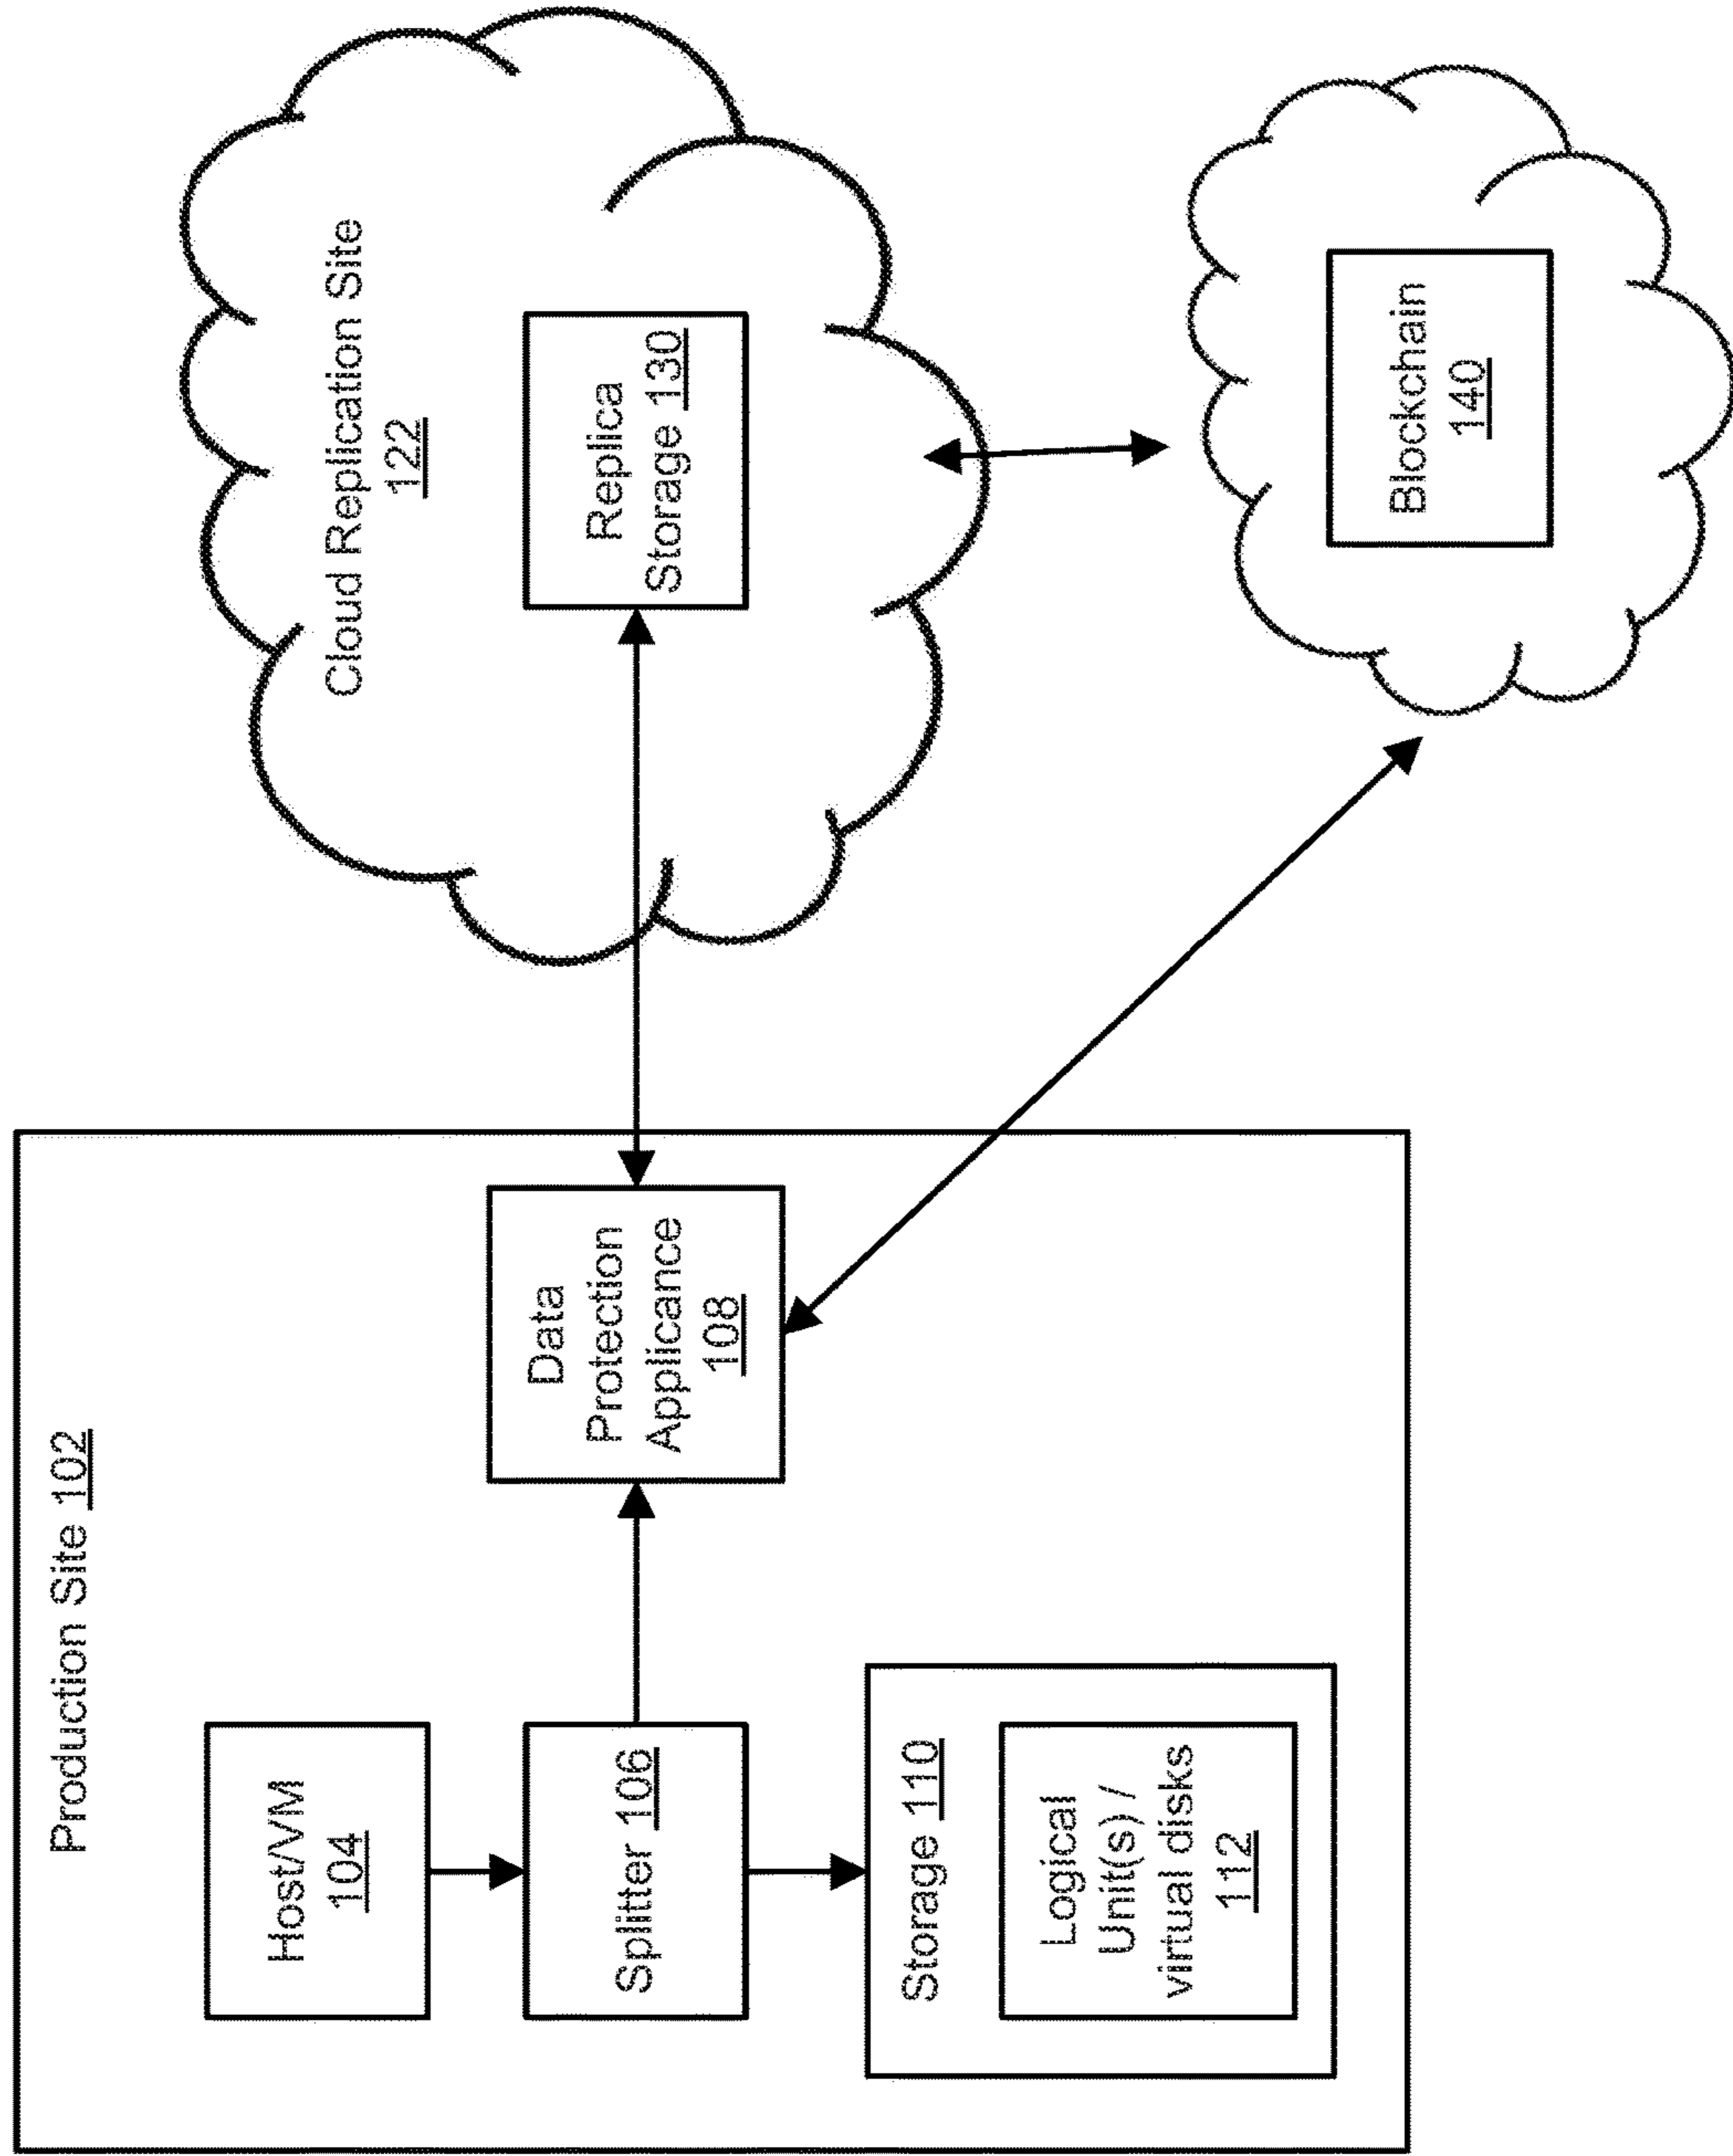 Production Site 102
Host/VM
104
Splitter 106
Storage 110
Logical
Unit(s) /
virtual disks
112
Data
Protection
Applicance
108
Cloud Replication Site
122
Replica
Storage 130
Blockchain
140